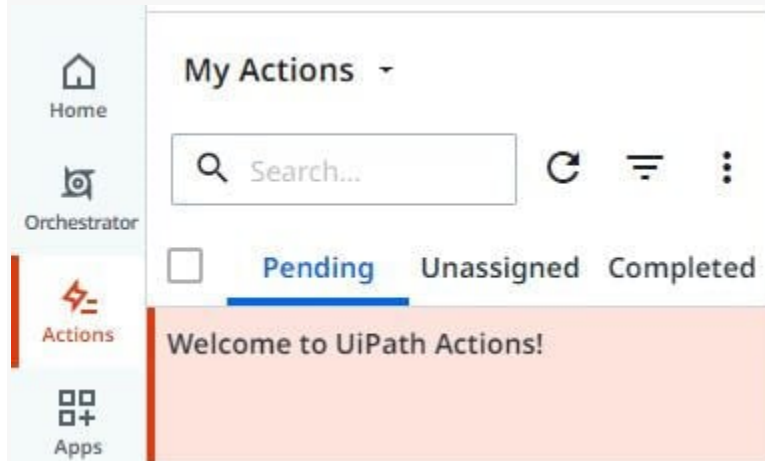 Home
Orchestrator
Actions
Apps
My Actions
Search...
Pending Unassigned Completed
Welcome to UiPath Actions!